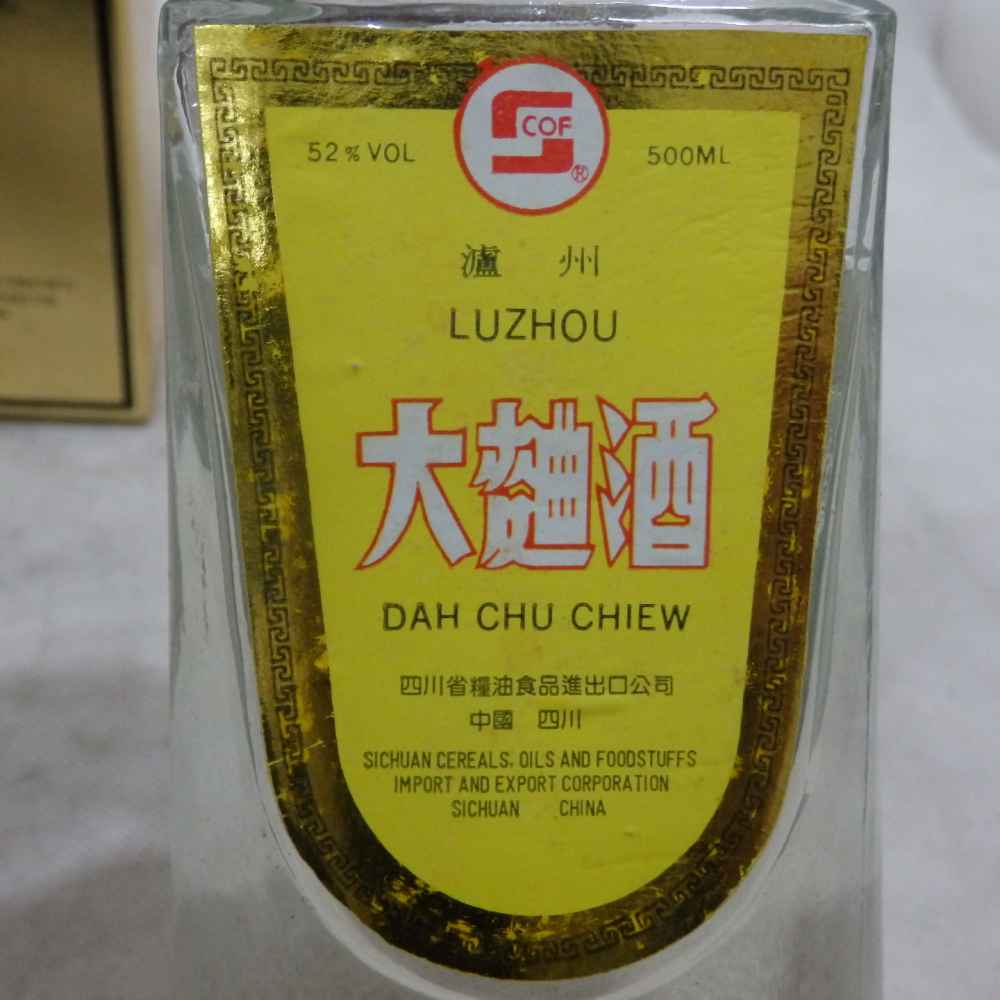 COF
®
52% VOL
500ML
瀘 州
LUZHOU
大麯酒
DAH CHU CHIEW
四川省糧油食品進出口公司
中國 四川
SICHUAN CEREALS, OILS AND FOODSTUFFS
IMPORT AND EXPORT CORPORATION
SICHUAN CHINA